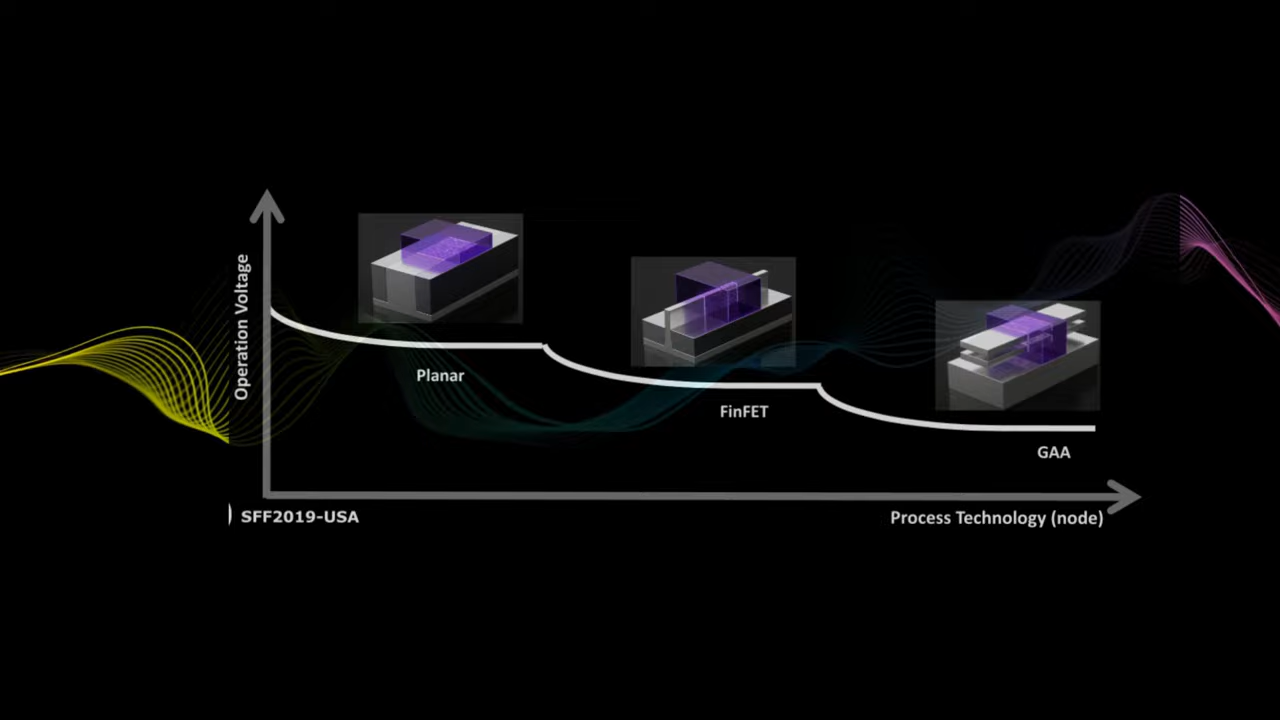 Operation Voltage
Planar
FinFET
GAA
) SFF2019-USA
Process Technology (node)